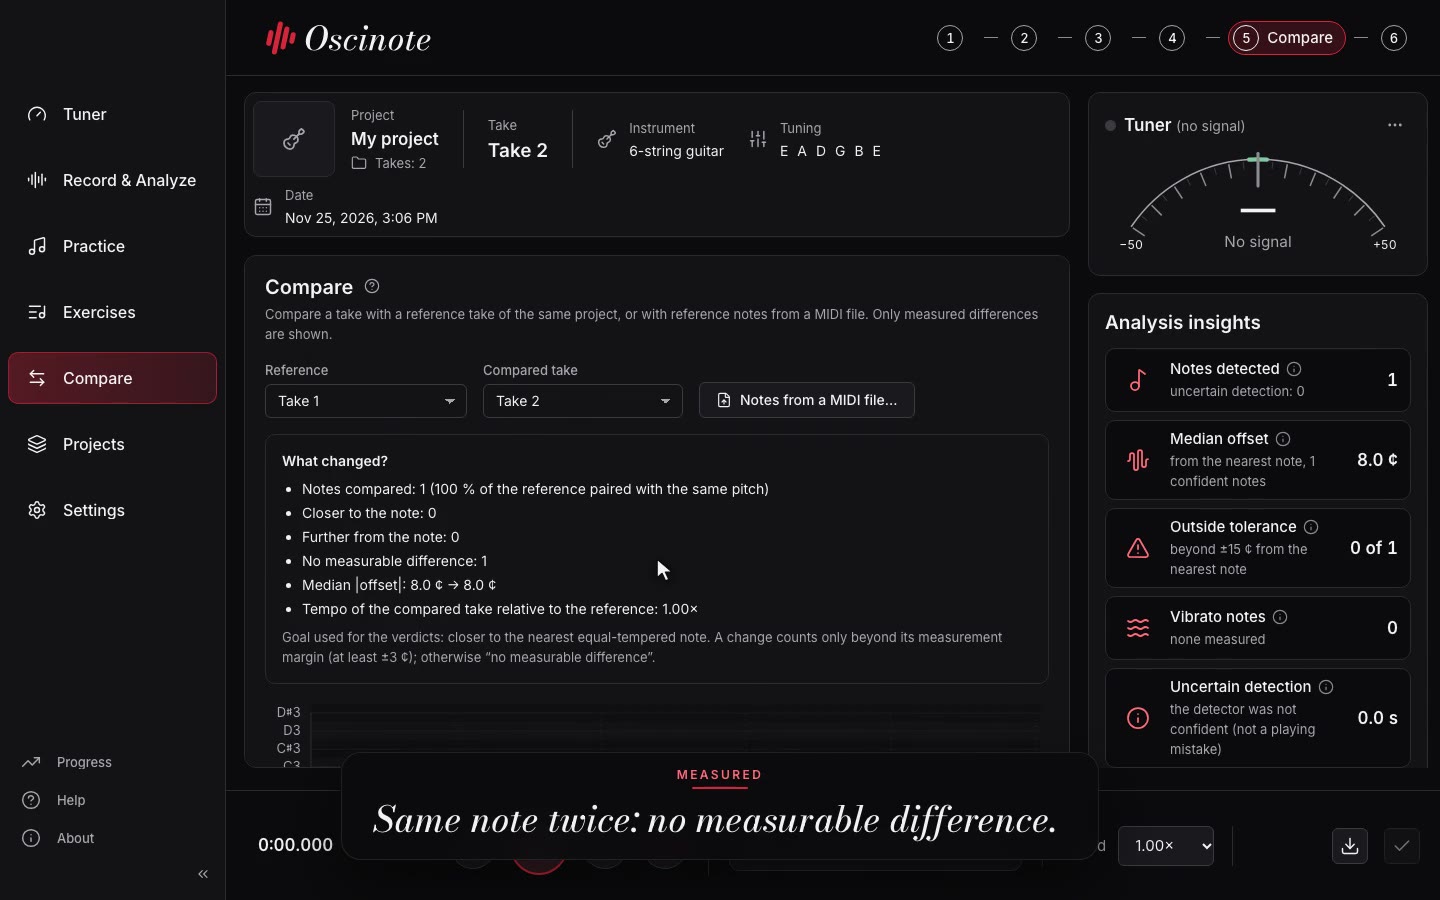 Oscinote
1
2
3
4
5 Compare
6
Tuner
Record & Analyze
Practice
Exercises
Compare
Projects
Settings
Progress
Help
About
Project
My project
Takes: 2
Take
Take 2
Instrument
6-string guitar
Tuning
E A D G B E
Date
Nov 25, 2026, 3:06 PM
Compare
Compare a take with a reference take of the same project, or with reference notes from a MIDI file. Only measured differences
are shown.
Reference
Take 1
Compared take
Take 2
Notes from a MIDI file...
What changed?
• Notes compared: 1 (100 % of the reference paired with the same pitch)
• Closer to the note: 0
• Further from the note: 0
• No measurable difference: 1
• Median |offset|: 8.0 ¢ → 8.0 ¢
• Tempo of the compared take relative to the reference: 1.00×
Goal used for the verdicts: closer to the nearest equal-tempered note. A change counts only beyond its measurement
margin (at least ±3 ¢); otherwise “no measurable difference”.
D#3
D3
C#3
C3
Tuner (no signal)
−50
No signal
+50
Analysis insights
Notes detected
uncertain detection: 0
1
Median offset
from the nearest note, 1
confident notes
8.0 ¢
Outside tolerance
beyond ±15 ¢ from the
nearest note
0 of 1
Vibrato notes
none measured
0
Uncertain detection
the detector was not
confident (not a playing
mistake)
0.0 s
MEASURED
Same note twice: no measurable difference.
0:00.000
1.00×